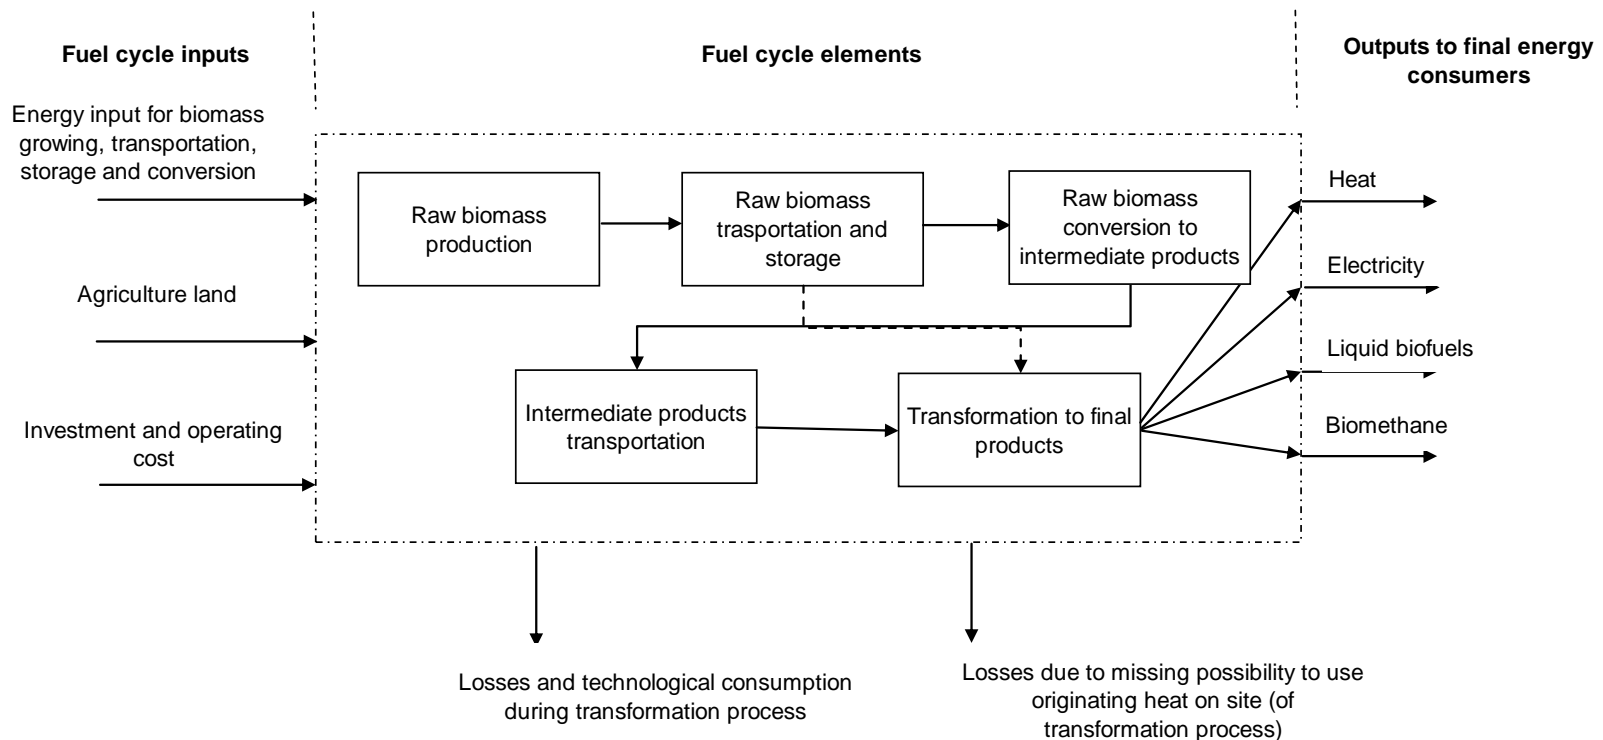 Fuel cycle inputs
Fuel cycle elements
Outputs to final energy
consumers
Energy input for biomass
growing, transportation,
storage and conversion
Agriculture land
Investment and operating
cost
Raw biomass
production
Raw biomass
trasportation and
storage
Raw biomass
conversion to
intermediate products
Intermediate products
transportation
Transformation to final
products
Heat
Electricity
Liquid biofuels
Biomethane
Losses and technological consumption
during transformation process
Losses due to missing possibility to use
originating heat on site (of
transformation process)